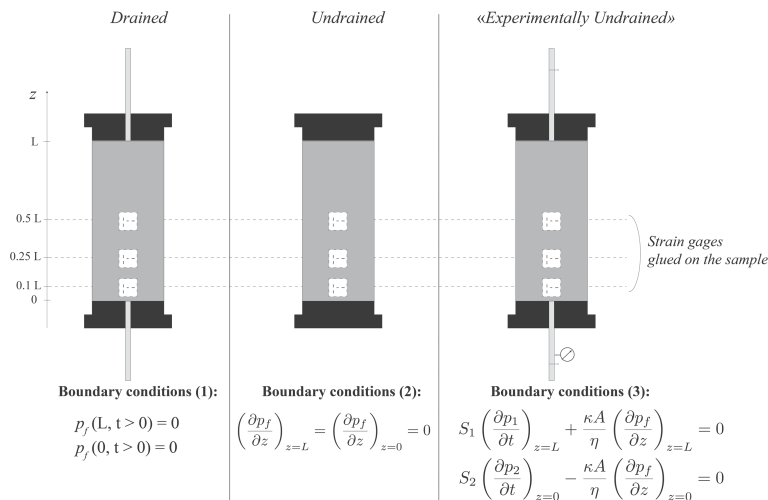 Drained
Undrained
«Experimentally Undrained»
z
L
0.5 L
0.25 L
0.1 L
0
Strain gages
glued on the sample
Boundary conditions (1):
p_f (L, t > 0) = 0
p_f (0, t > 0) = 0
Boundary conditions (2):
(∂p_f/∂z)_{z=L} = (∂p_f/∂z)_{z=0} = 0
Boundary conditions (3):
S_1 (∂p_1/∂t)_{z=L} + κA/η (∂p_f/∂z)_{z=L} = 0
S_2 (∂p_2/∂t)_{z=0} − κA/η (∂p_f/∂z)_{z=0} = 0